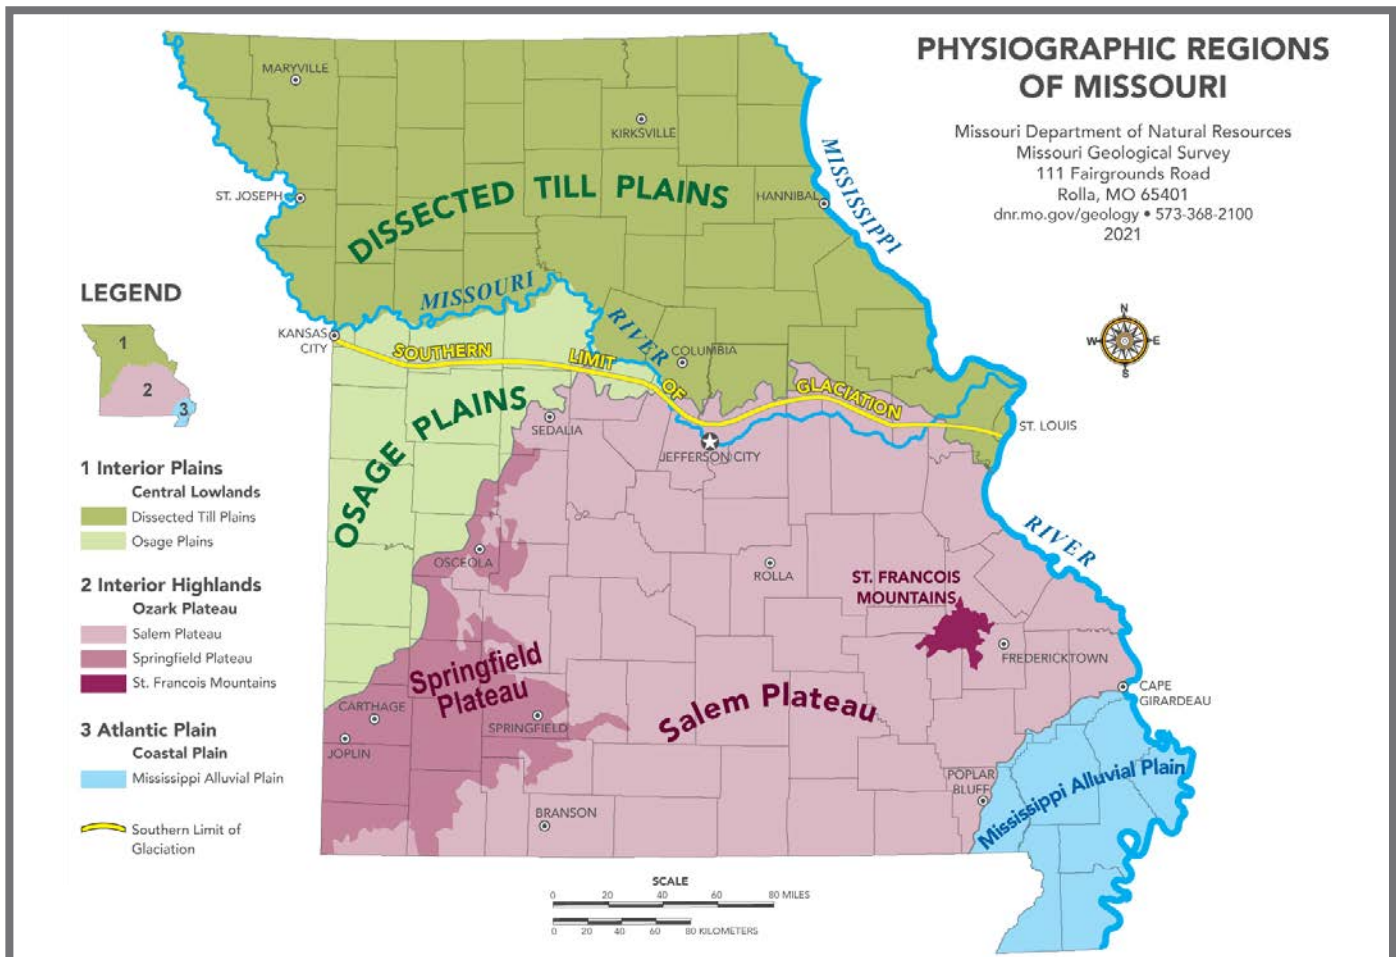 PHYSIOGRAPHIC REGIONS
OF MISSOURI
Missouri Department of Natural Resources
Missouri Geological Survey
111 Fairgrounds Road
Rolla, MO 65401
dnr.mo.gov/geology • 573-368-2100
2021
MARYVILLE
KIRKSVILLE
ST. JOSEPH
HANNIBAL
MISSISSIPPI
DISSECTED TILL PLAINS
MISSOURI
RIVER
KANSAS
CITY
COLUMBIA
SOUTHERN LIMIT OF GLACIATION
ST. LOUIS
OSAGE PLAINS
SEDALIA
JEFFERSON CITY
RIVER
OSCEOLA
ROLLA
ST. FRANCOIS
MOUNTAINS
FREDERICKTOWN
Springfield
Plateau
Salem Plateau
CAPE
GIRARDEAU
CARTHAGE
SPRINGFIELD
JOPLIN
POPLAR
BLUFF
Mississippi Alluvial Plain
BRANSON
N
W
E
S
LEGEND
1
2
3
1 Interior Plains
Central Lowlands
Dissected Till Plains
Osage Plains
2 Interior Highlands
Ozark Plateau
Salem Plateau
Springfield Plateau
St. Francois Mountains
3 Atlantic Plain
Coastal Plain
Mississippi Alluvial Plain
Southern Limit of
Glaciation
SCALE
0 20 40 60 80 MILES
0 20 40 60 80 KILOMETERS